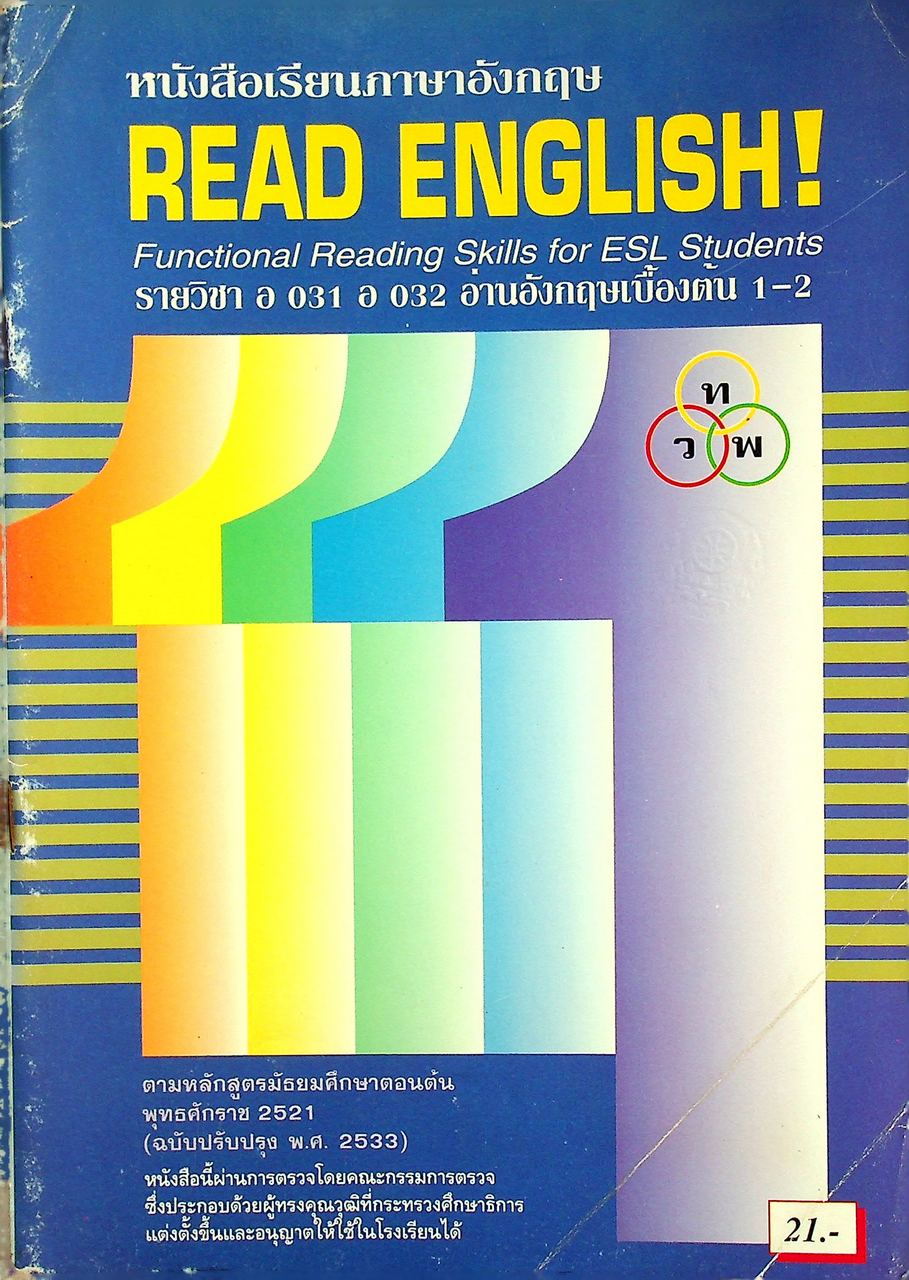 หนังสือเรียนภาษาอังกฤษ
READ ENGLISH!
Functional Reading Skills for ESL Students
รายวิชา อ 031 อ 032 อ่านอังกฤษเบื้องต้น 1-2
ท
ว พ
ตามหลักสูตรมัธยมศึกษาตอนต้น
พุทธศักราช 2521
(ฉบับปรับปรุง พ.ศ. 2533)
หนังสือนี้ผ่านการตรวจโดยคณะกรรมการตรวจ
ซึ่งประกอบด้วยผู้ทรงคุณวุฒิที่กระทรวงศึกษาธิการ
แต่งตั้งขึ้นและอนุญาตให้ใช้ในโรงเรียนได้
21.-